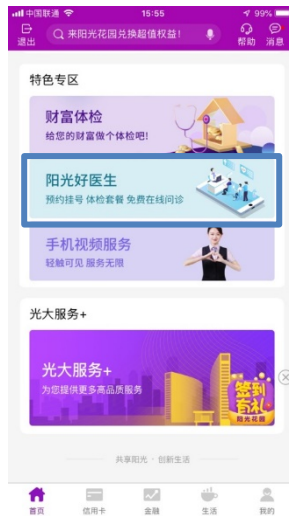 中国联通 15:55 99%
退出 来阳光花园兑换超值权益! 帮助 消息
特色专区
财富体检
给您的财富做个体检吧!
阳光好医生
预约挂号 体检套餐 免费在线问诊
手机视频服务
轻触可见 服务无限
光大服务+
光大服务+
为您提供更多高品质服务
签到
有礼
阳光花园
共享阳光 · 创新生活
首页 信用卡 金融 生活 我的